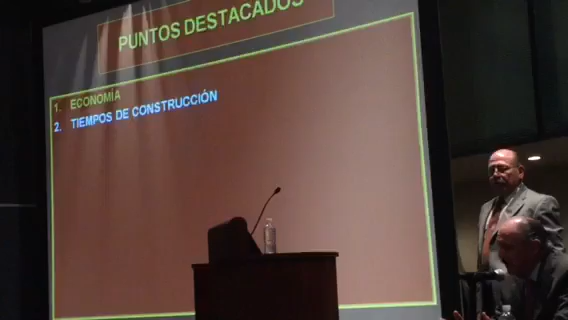 PUNTOS DESTACADOS
1. ECONOMÍA
2. TIEMPOS DE CONSTRUCCIÓN